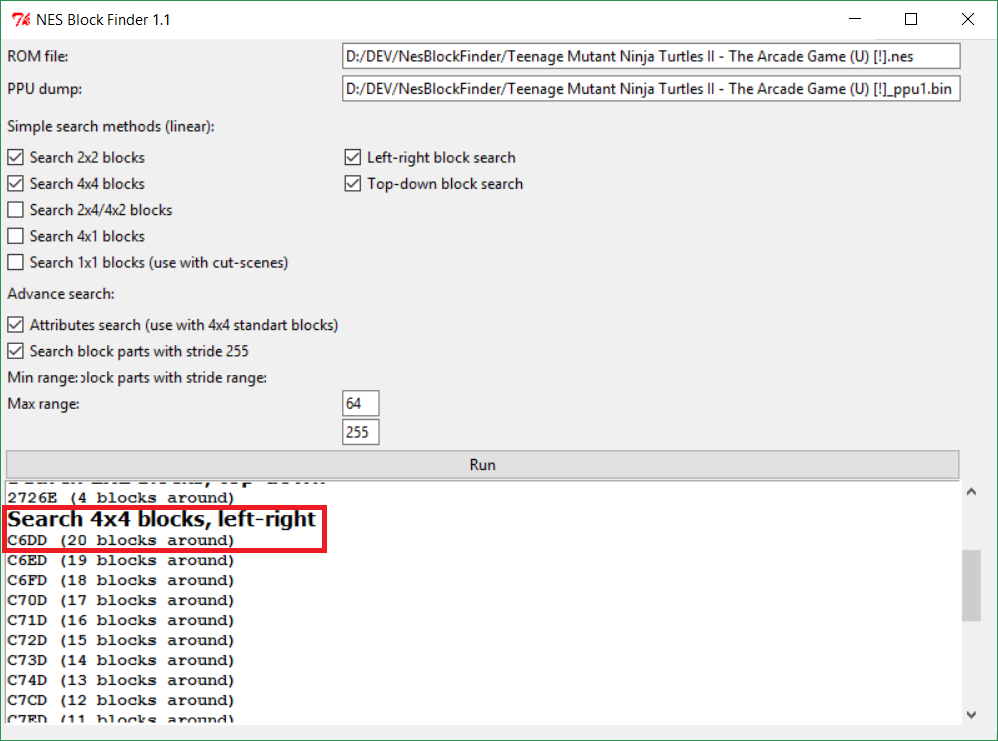 NES Block Finder 1.1
ROM file: D:/DEV/NesBlockFinder/Teenage Mutant Ninja Turtles II - The Arcade Game (U) [!].nes
PPU dump: D:/DEV/NesBlockFinder/Teenage Mutant Ninja Turtles II - The Arcade Game (U) [!]_ppu1.bin
Simple search methods (linear):
Search 2x2 blocks Left-right block search
Search 4x4 blocks Top-down block search
Search 2x4/4x2 blocks
Search 4x1 blocks
Search 1x1 blocks (use with cut-scenes)
Advance search:
Attributes search (use with 4x4 standart blocks)
Search block parts with stride 255
Min range: block parts with stride range:
Max range: 64
255
Run
2726E (4 blocks around)
Search 4x4 blocks, left-right
C6DD (20 blocks around)
C6ED (19 blocks around)
C6FD (18 blocks around)
C70D (17 blocks around)
C71D (16 blocks around)
C72D (15 blocks around)
C73D (14 blocks around)
C74D (13 blocks around)
C7CD (12 blocks around)
C7ED (11 blocks around)